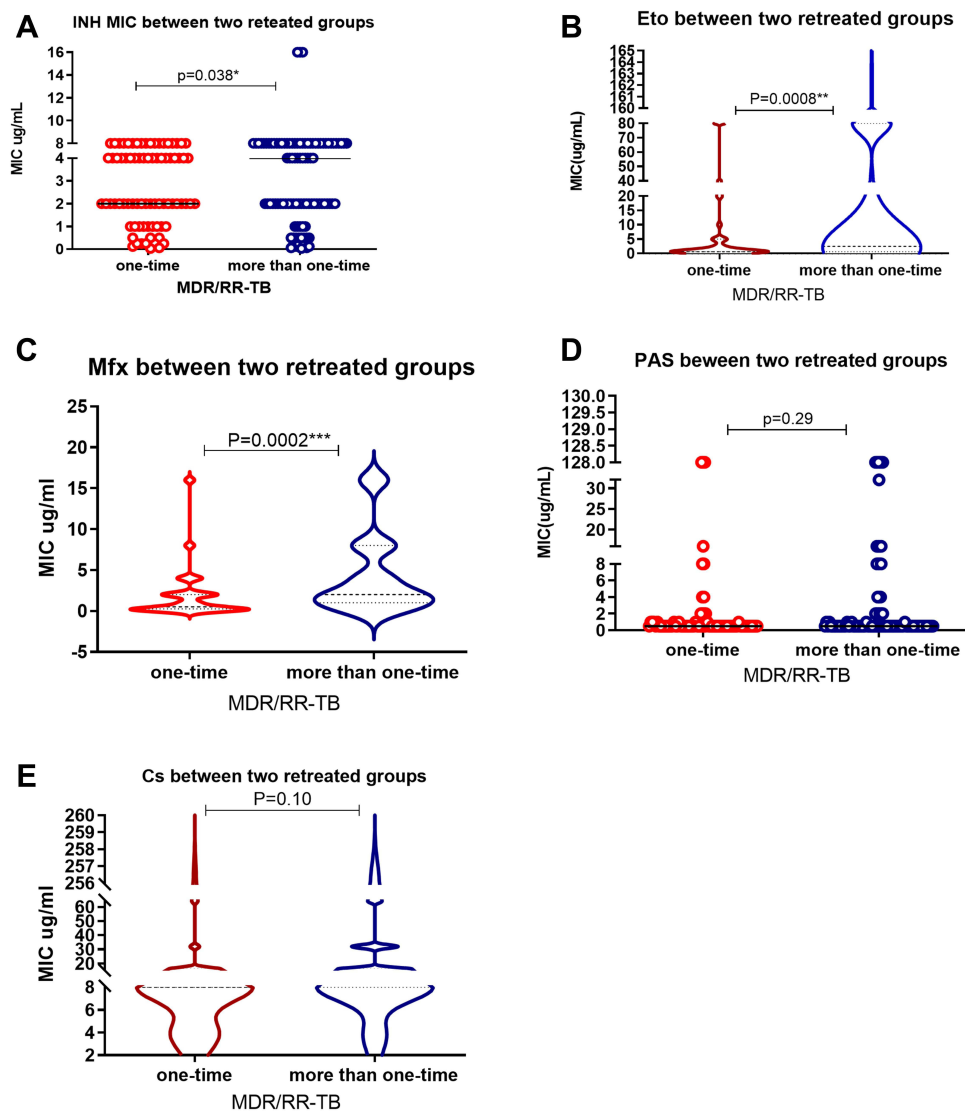 A
INH MIC between two reteated groups
MIC ug/mL
16
14
12
10
8
8
4
2
1
0
p=0.038*
one-time
more than one-time
MDR/RR-TB
B
Eto between two retreated groups
MIC(ug/mL)
165
164
163
162
161
160
80
70
60
50
40
20
15
10
5
0
P=0.0008**
one-time
more than one-time
MDR/RR-TB
C
Mfx between two retreated groups
MIC ug/ml
25
20
15
10
5
0
-5
P=0.0002***
one-time
more than one-time
MDR/RR-TB
D
PAS beween two retreated groups
MIC(ug/mL)
130.0
129.5
129.0
128.5
128.0
30
20
8
6
4
2
0
p=0.29
one-time
more than one-time
MDR/RR-TB
E
Cs between two retreated groups
MIC ug/ml
260
259
258
257
256
60
30
20
8
6
4
2
P=0.10
one-time
more than one-time
MDR/RR-TB